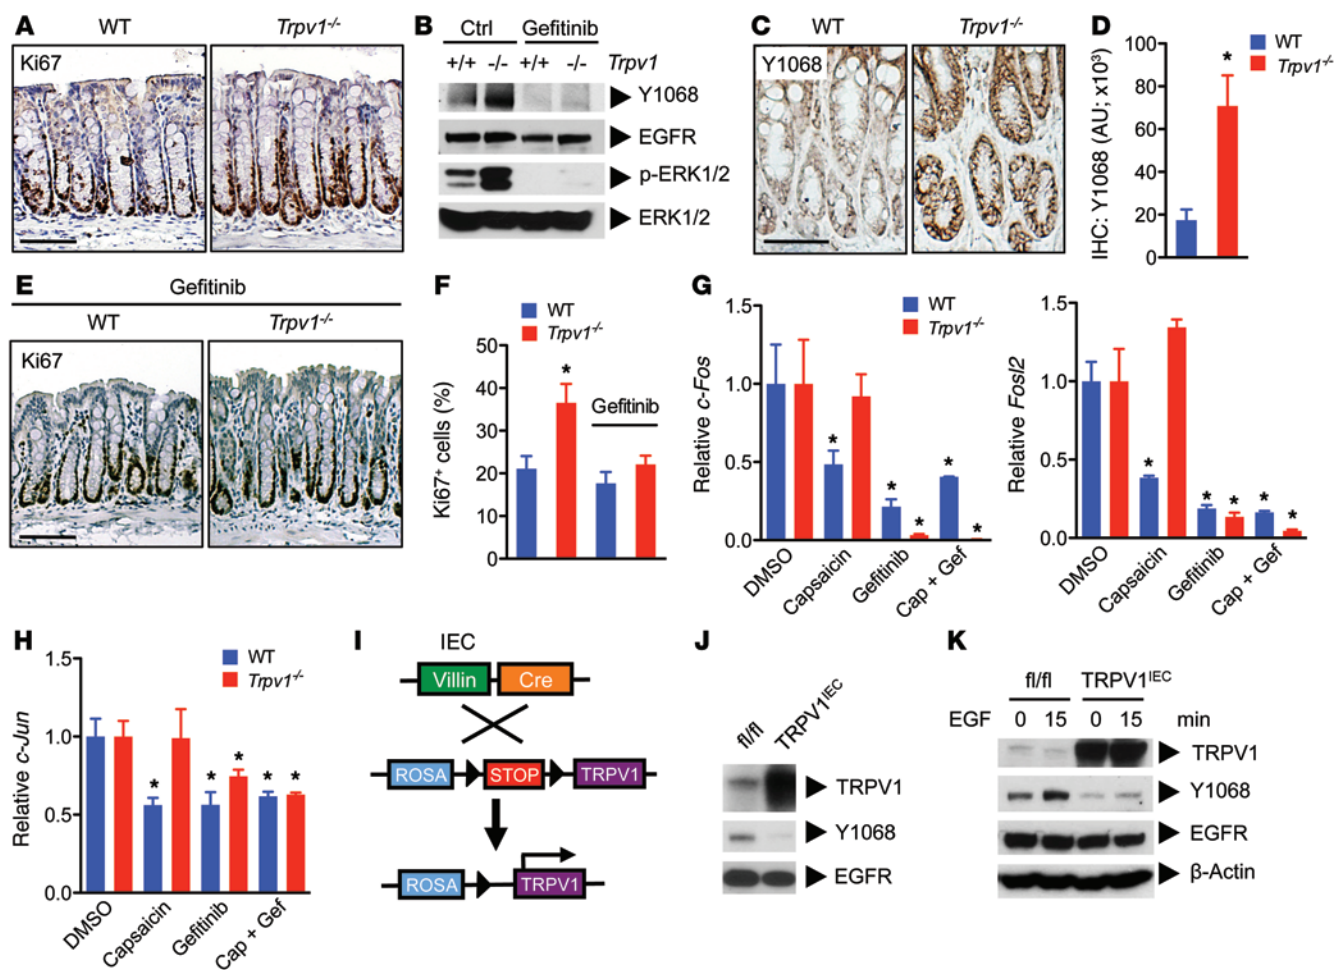 A
WT
Trpv1-/-
Ki67
B
Ctrl
Gefitinib
+/+ -/- +/+ -/- Trpv1
Y1068
EGFR
p-ERK1/2
ERK1/2
C
WT
Trpv1-/-
Y1068
D
WT
Trpv1-/-
IHC: Y1068 (AU; x10³)
100
80
60
40
20
0
*
E
Gefitinib
WT
Trpv1-/-
Ki67
F
WT
Trpv1-/-
Ki67⁺ cells (%)
50
40
30
20
10
0
*
Gefitinib
G
WT
Trpv1-/-
Relative c-Fos
1.5
1.0
0.5
0.0
* * * * *
DMSO
Capsaicin
Gefitinib
Cap + Gef
Relative Fosl2
1.5
1.0
0.5
0.0
* * * * *
DMSO
Capsaicin
Gefitinib
Cap + Gef
H
WT
Trpv1-/-
Relative c-Jun
1.5
1.0
0.5
0.0
* * * * *
DMSO
Capsaicin
Gefitinib
Cap + Gef
I
IEC
Villin Cre
ROSA STOP TRPV1
ROSA TRPV1
J
fl/fl
TRPV1IEC
TRPV1
Y1068
EGFR
K
fl/fl TRPV1IEC
EGF 0 15 0 15 min
TRPV1
Y1068
EGFR
β-Actin